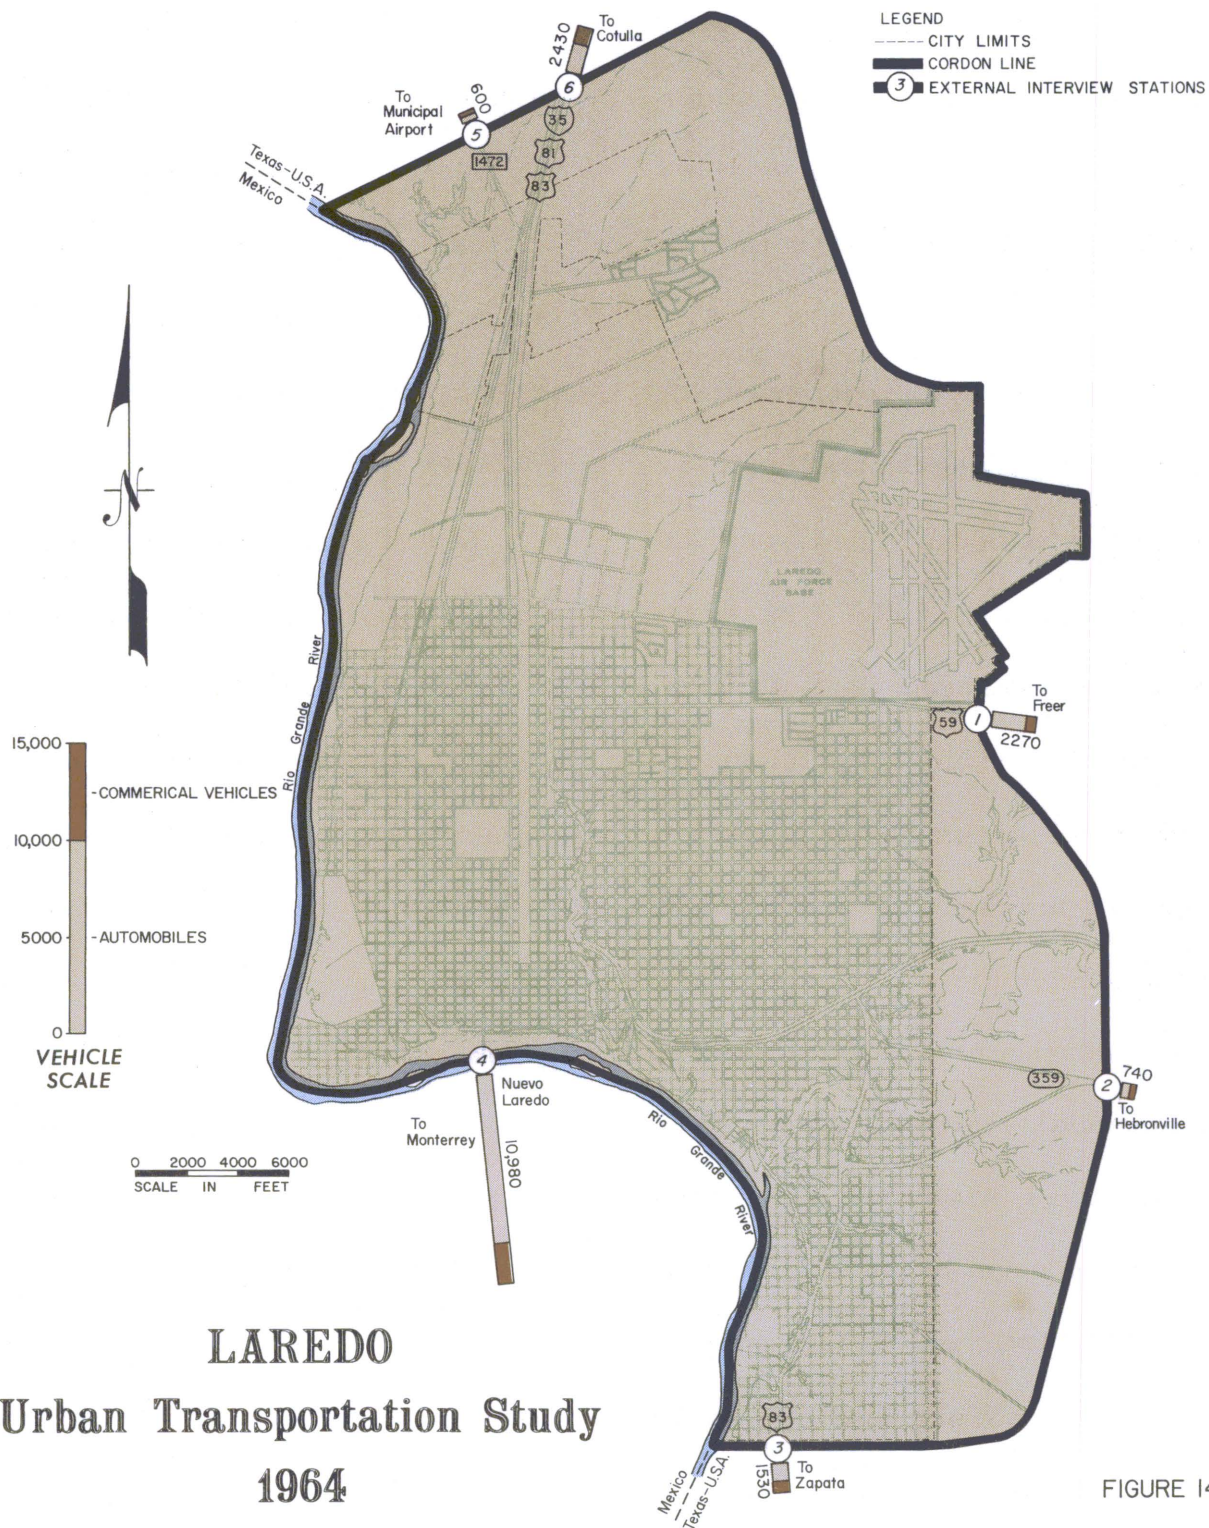 LEGEND
CITY LIMITS
CORDON LINE
3 EXTERNAL INTERVIEW STATIONS
To
Cotulla
2430
6
To
Municipal
Airport
600
5
35
81
83
1472
Texas-U.S.A.
Mexico
N
LAREDO
AIR FORCE
BASE
Rio Grande River
To
Freer
59
1
2270
15,000
-COMMERICAL VEHICLES
10,000
5000
-AUTOMOBILES
0
VEHICLE
SCALE
4
Nuevo
Laredo
To
Monterrey
10,980
Rio Grande River
359
2
740
To
Hebronville
0 2000 4000 6000
SCALE IN FEET
LAREDO
Urban Transportation Study
1964
83
3
1530
To
Zapata
Mexico
Texas-U.S.A.
FIGURE 14